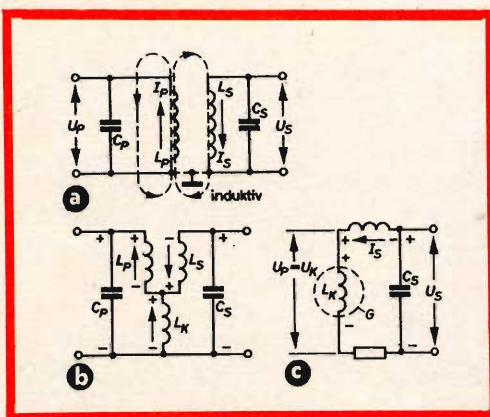 I_P
L_S
U_P
C_P
C_S
U_S
L_P
I_S
induktiv
a
+
-
+
L_P
L_S
+
C_P
-
+
+
C_S
L_K
-
-
-
b
+
I_S
-
+
+
U_P=U_K
L_K
C_S
U_S
G
-
-
c